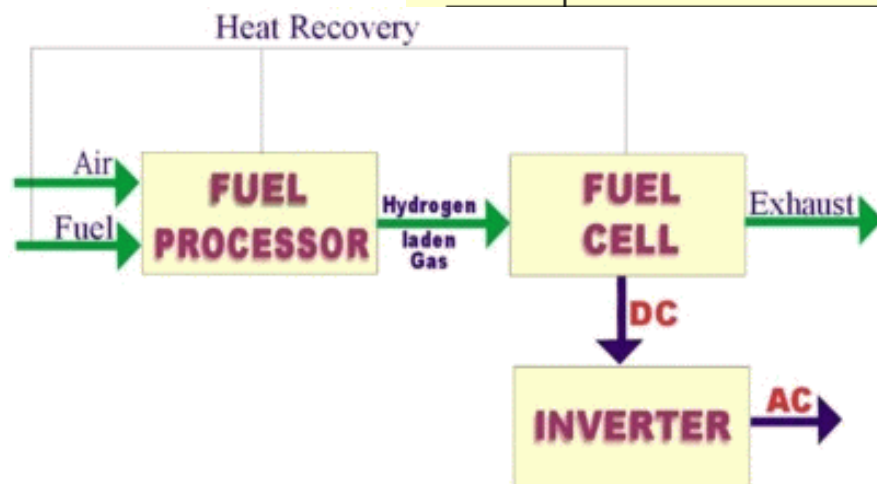 Heat Recovery
Air
Fuel
FUEL
PROCESSOR
Hydrogen
laden
Gas
FUEL
CELL
Exhaust
DC
INVERTER
AC